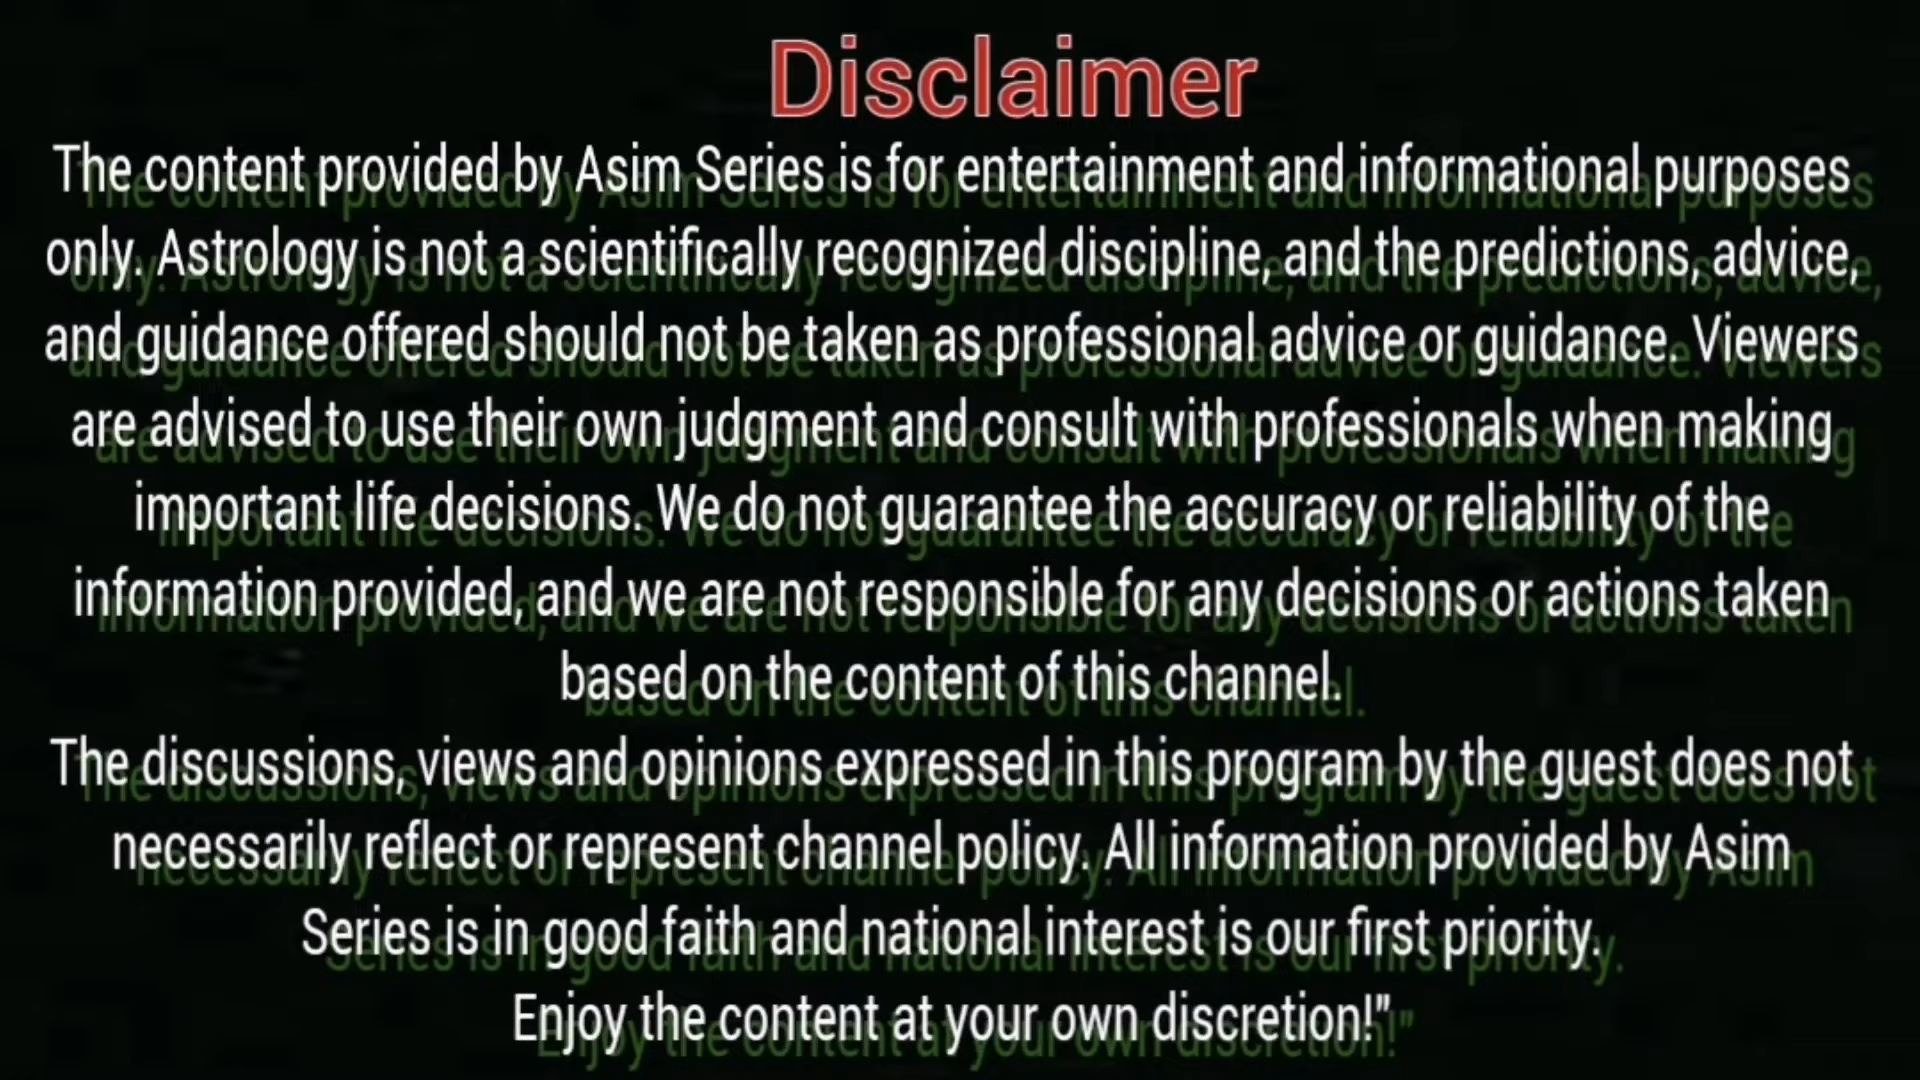 Disclaimer
The content provided by Asim Series is for entertainment and informational purposes
only. Astrology is not a scientifically recognized discipline, and the predictions, advice,
and guidance offered should not be taken as professional advice or guidance. Viewers
are advised to use their own judgment and consult with professionals when making
important life decisions. We do not guarantee the accuracy or reliability of the
information provided, and we are not responsible for any decisions or actions taken
based on the content of this channel.
The discussions, views and opinions expressed in this program by the guest does not
necessarily reflect or represent channel policy. All information provided by Asim
Series is in good faith and national interest is our first priority.
Enjoy the content at your own discretion!"